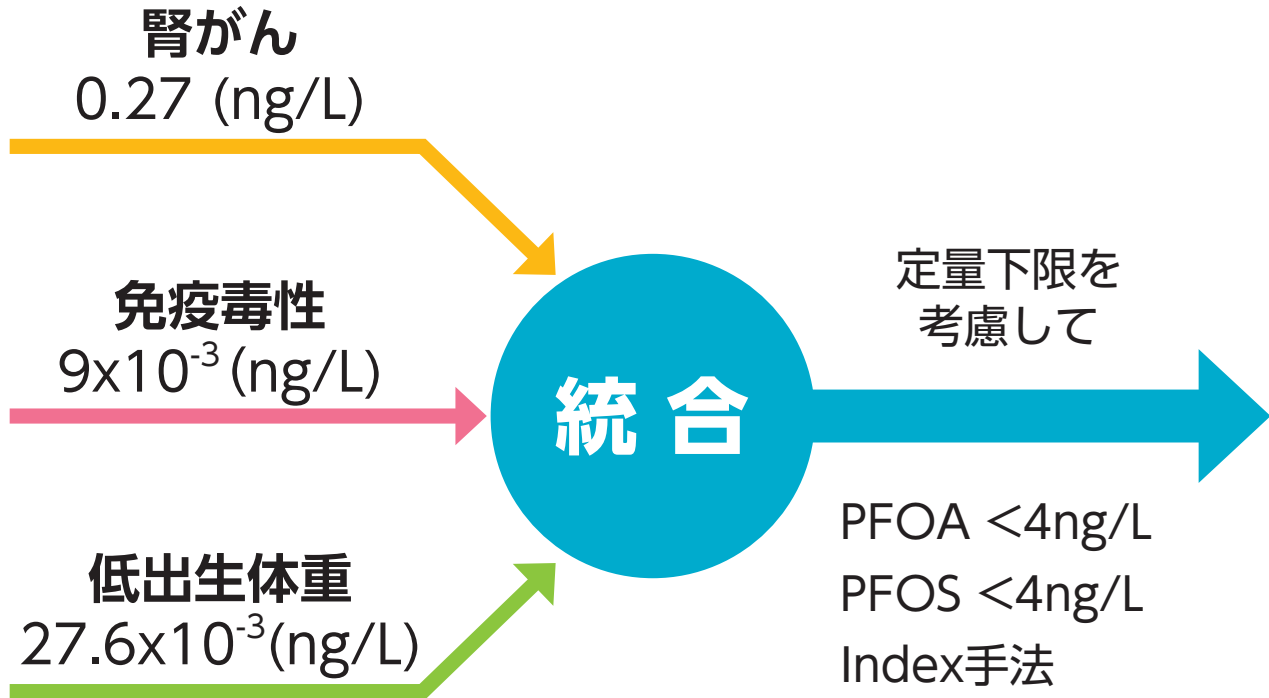 腎がん
0.27 (ng/L)
免疫毒性
9x10⁻³ (ng/L)
低出生体重
27.6x10⁻³(ng/L)
統合
定量下限を
考慮して
PFOA <4ng/L
PFOS <4ng/L
Index手法